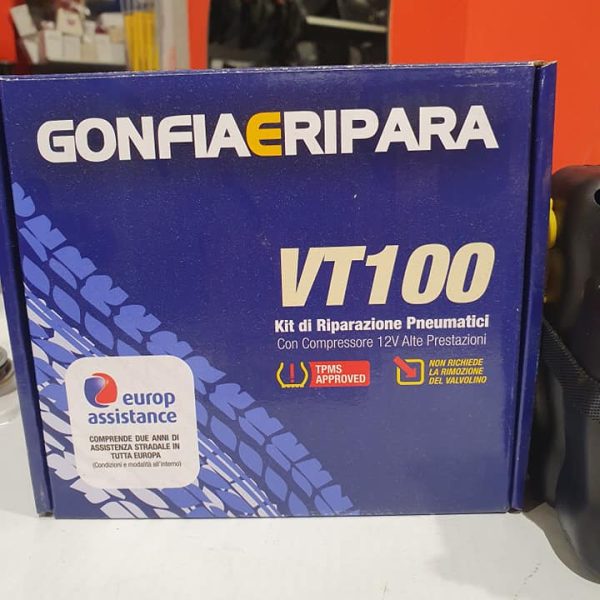 GONFIAERIPARA
VT100
Kit di Riparazione Pneumatici
Con Compressore 12V Alte Prestazioni
TPMS
APPROVED
NON RICHIEDE
LA RIMOZIONE
DEL VALVOLINO
europ
assistance
COMPRENDE DUE ANNI DI
ASSISTENZA STRADALE IN
TUTTA EUROPA
(Condizioni e modalità all'interno)